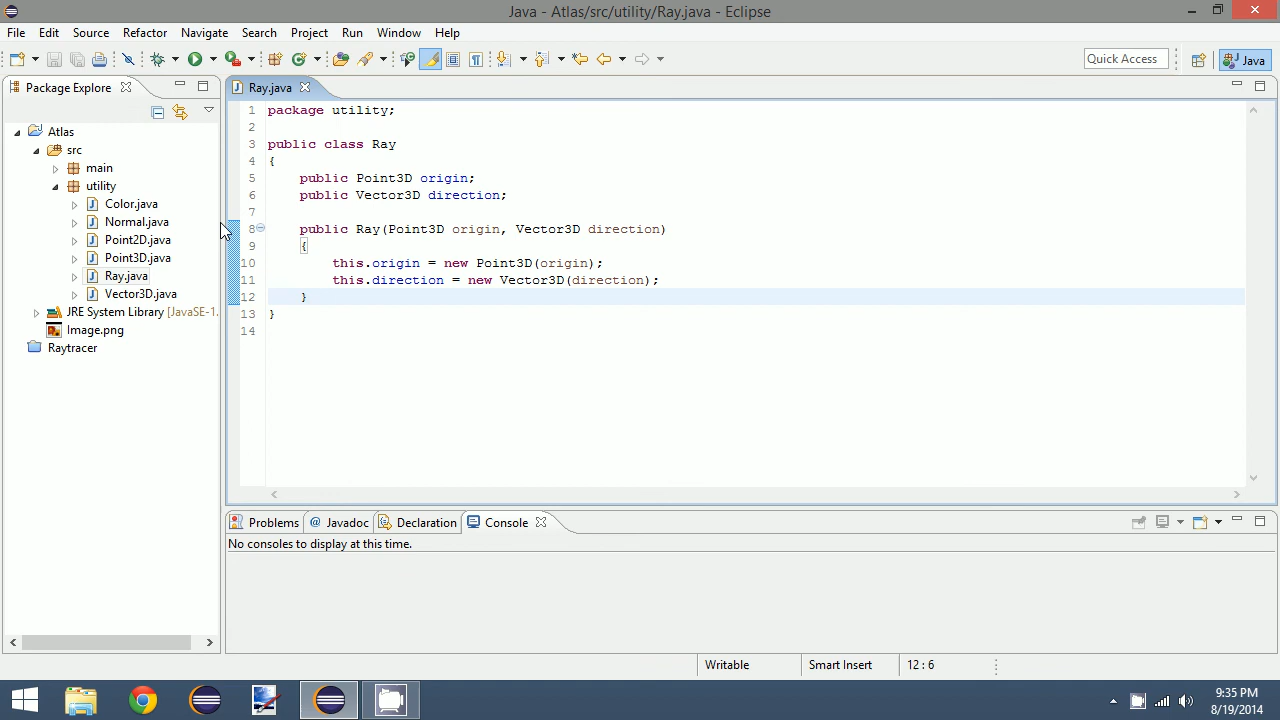 Java - Atlas/src/utility/Ray.java - Eclipse
File Edit Source Refactor Navigate Search Project Run Window Help
Quick Access
Java
Package Explorer
Atlas
src
main
utility
Color.java
Normal.java
Point2D.java
Point3D.java
Ray.java
Vector3D.java
JRE System Library [JavaSE-1.
Image.png
Raytracer
Ray.java
1 package utility;
2
3 public class Ray
4 {
5 public Point3D origin;
6 public Vector3D direction;
7
8 public Ray(Point3D origin, Vector3D direction)
9 {
10 this.origin = new Point3D(origin);
11 this.direction = new Vector3D(direction);
12 }
13 }
14
Problems @ Javadoc Declaration Console
No consoles to display at this time.
Writable Smart Insert 12 : 6
9:35 PM
8/19/2014